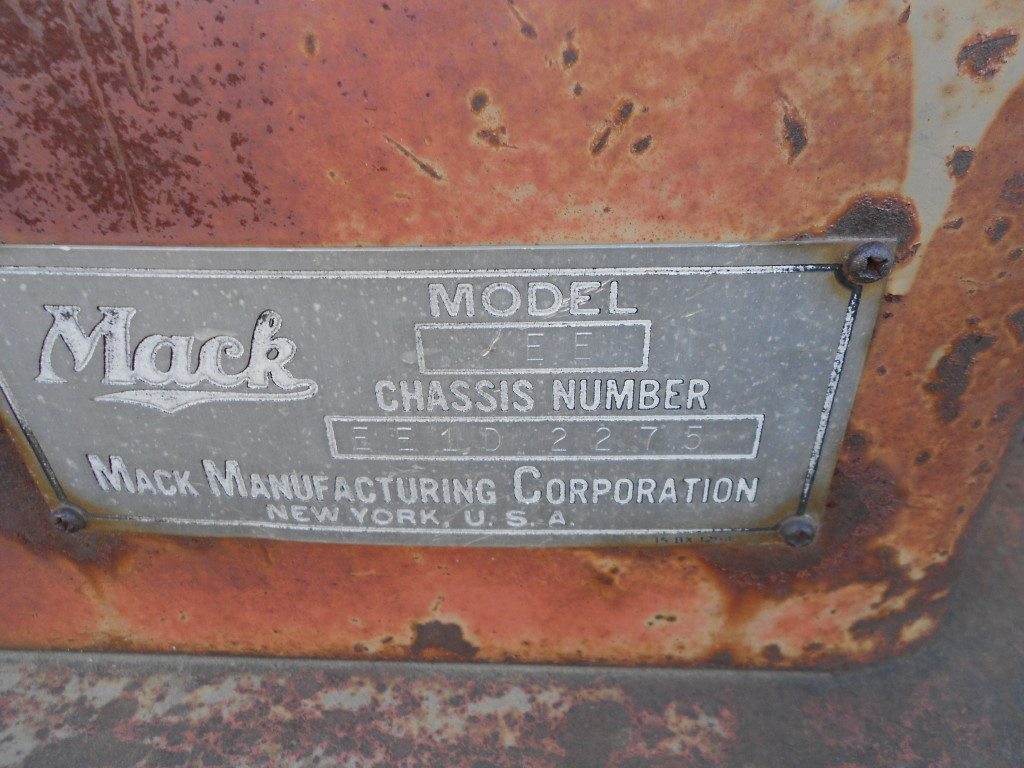 Mack
MODEL
EE
CHASSIS NUMBER
EE1D 2275
MACK MANUFACTURING CORPORATION
NEW YORK, U.S.A.